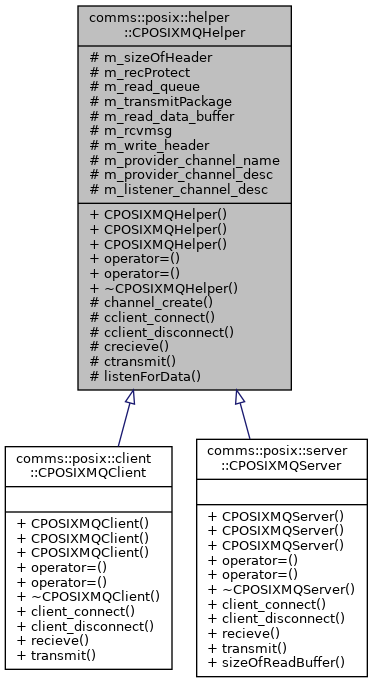 comms::posix::helper
::CPOSIXMQHelper
# m_sizeOfHeader
# m_recProtect
# m_read_queue
# m_transmitPackage
# m_read_data_buffer
# m_rcvmsg
# m_write_header
# m_provider_channel_name
# m_provider_channel_desc
# m_listener_channel_desc
+ CPOSIXMQHelper()
+ CPOSIXMQHelper()
+ CPOSIXMQHelper()
+ operator=()
+ operator=()
+ ~CPOSIXMQHelper()
# channel_create()
# cclient_connect()
# cclient_disconnect()
# crecieve()
# ctransmit()
# listenForData()
comms::posix::client
::CPOSIXMQClient
+ CPOSIXMQClient()
+ CPOSIXMQClient()
+ CPOSIXMQClient()
+ operator=()
+ operator=()
+ ~CPOSIXMQClient()
+ client_connect()
+ client_disconnect()
+ recieve()
+ transmit()
comms::posix::server
::CPOSIXMQServer
+ CPOSIXMQServer()
+ CPOSIXMQServer()
+ CPOSIXMQServer()
+ operator=()
+ operator=()
+ ~CPOSIXMQServer()
+ client_connect()
+ client_disconnect()
+ recieve()
+ transmit()
+ sizeOfReadBuffer()